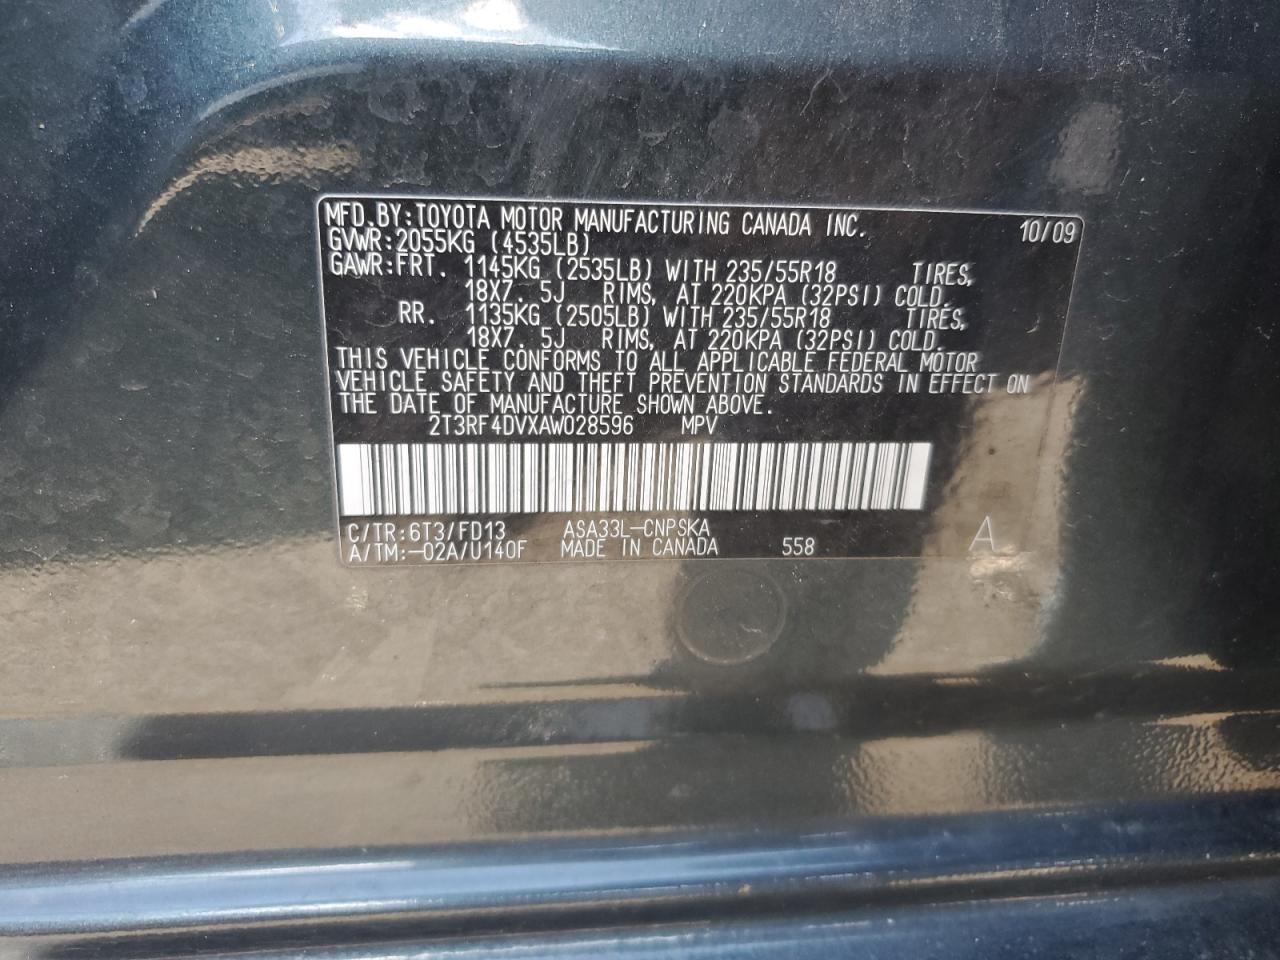 MFD.BY:TOYOTA MOTOR MANUFACTURING CANADA INC. 10/09
GVWR:2055KG (4535LB)
GAWR:FRT. 1145KG (2535LB) WITH 235/55R18 TIRES,
18X7. 5J RIMS, AT 220KPA (32PSI) COLD.
RR. 1135KG (2505LB) WITH 235/55R18 TIRES,
18X7. 5J RIMS, AT 220KPA (32PSI) COLD.
THIS VEHICLE CONFORMS TO ALL APPLICABLE FEDERAL MOTOR
VEHICLE SAFETY AND THEFT PREVENTION STANDARDS IN EFFECT ON
THE DATE OF MANUFACTURE SHOWN ABOVE.
2T3RF4DVXAW028596 MPV
C/TR:6T3/FD13 ASA33L-CNPSKA
A/TM:-02A/U140F MADE IN CANADA 558 A